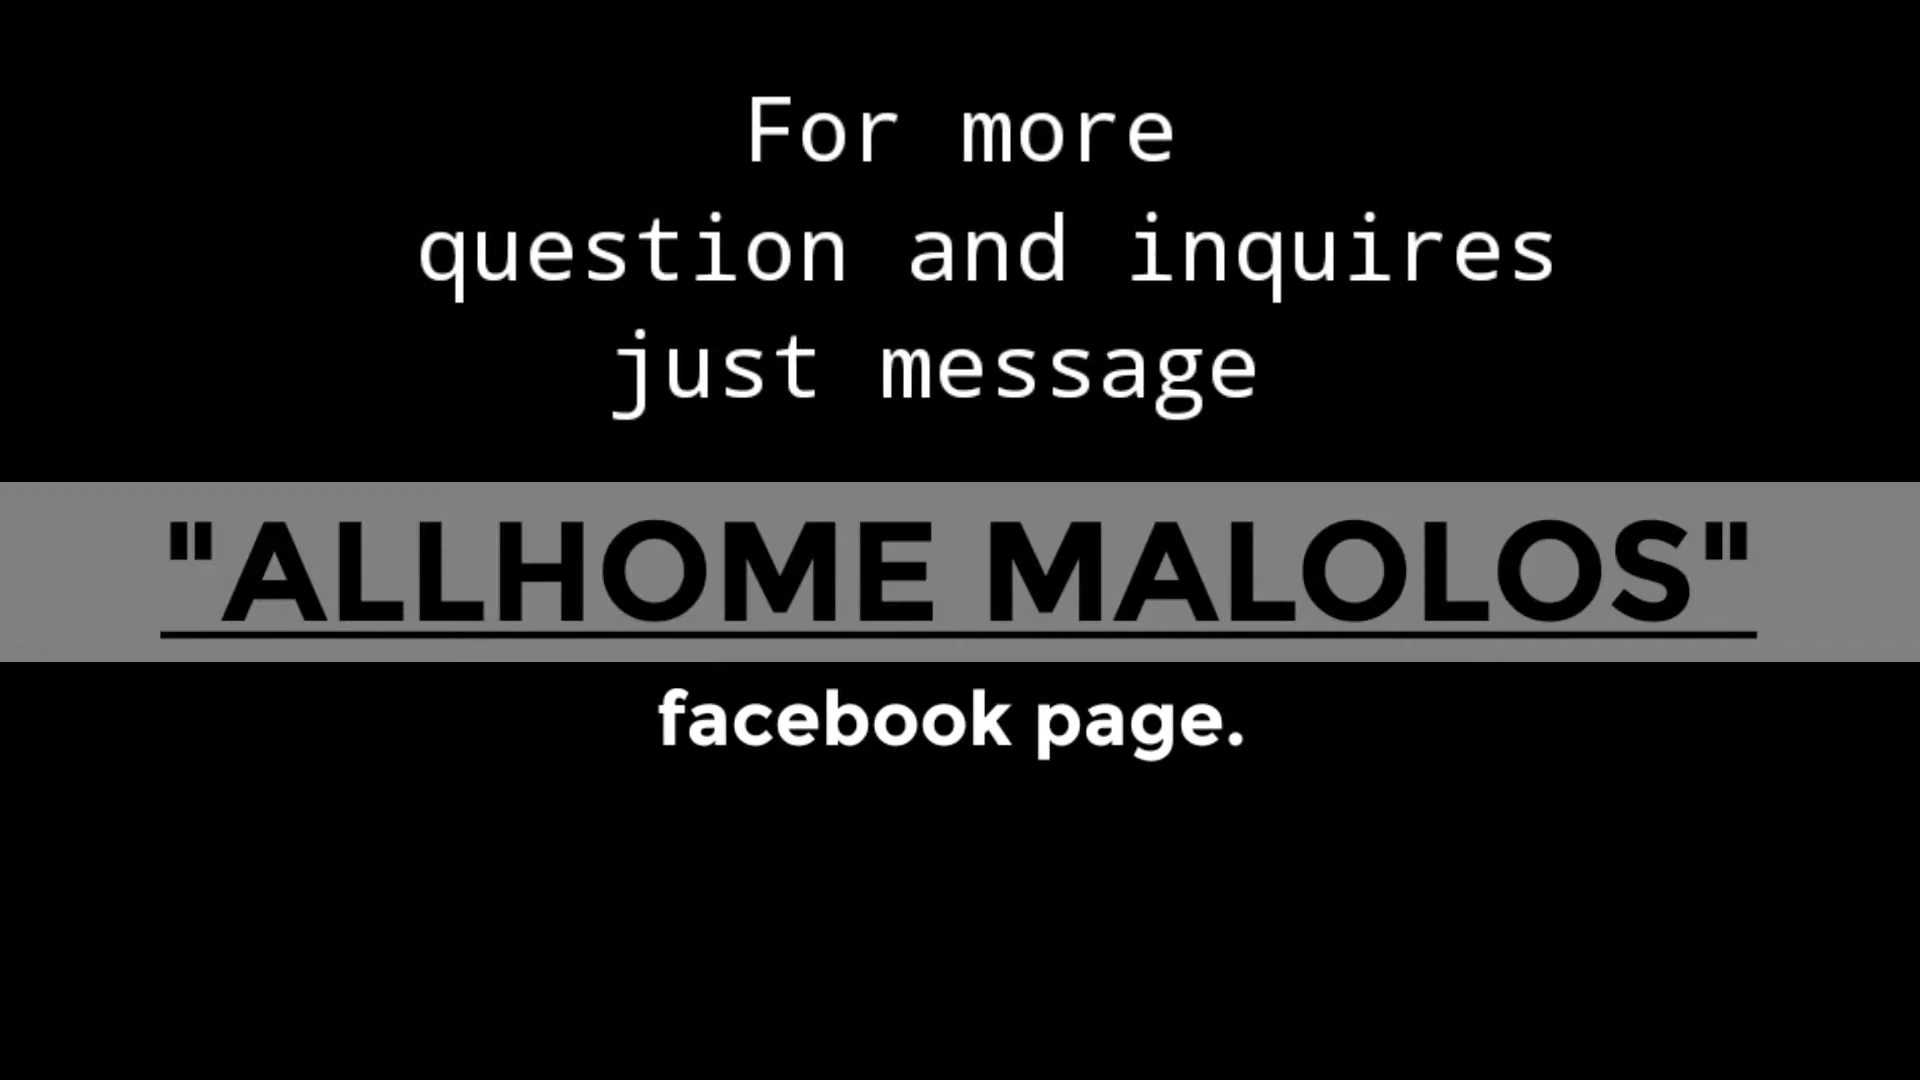 For more
question and inquires
just message
"ALLHOME MALOLOS"
facebook page.